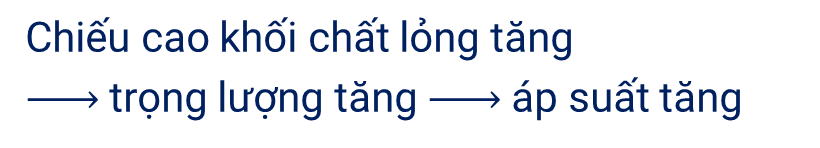 Chiếu cao khối chất lỏng tăng
⟶ trọng lượng tăng ⟶ áp suất tăng